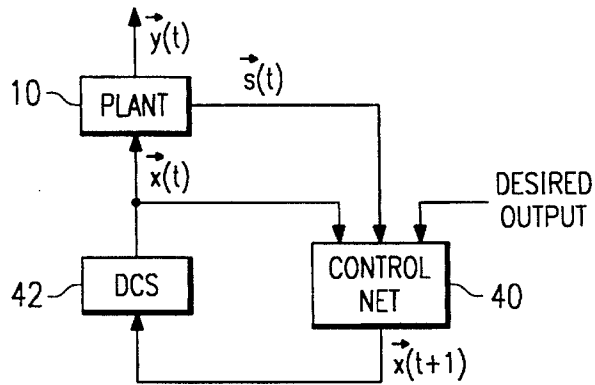 y(t)
10
PLANT
s(t)
x(t)
DESIRED
OUTPUT
42
DCS
CONTROL
NET
40
x(t+1)